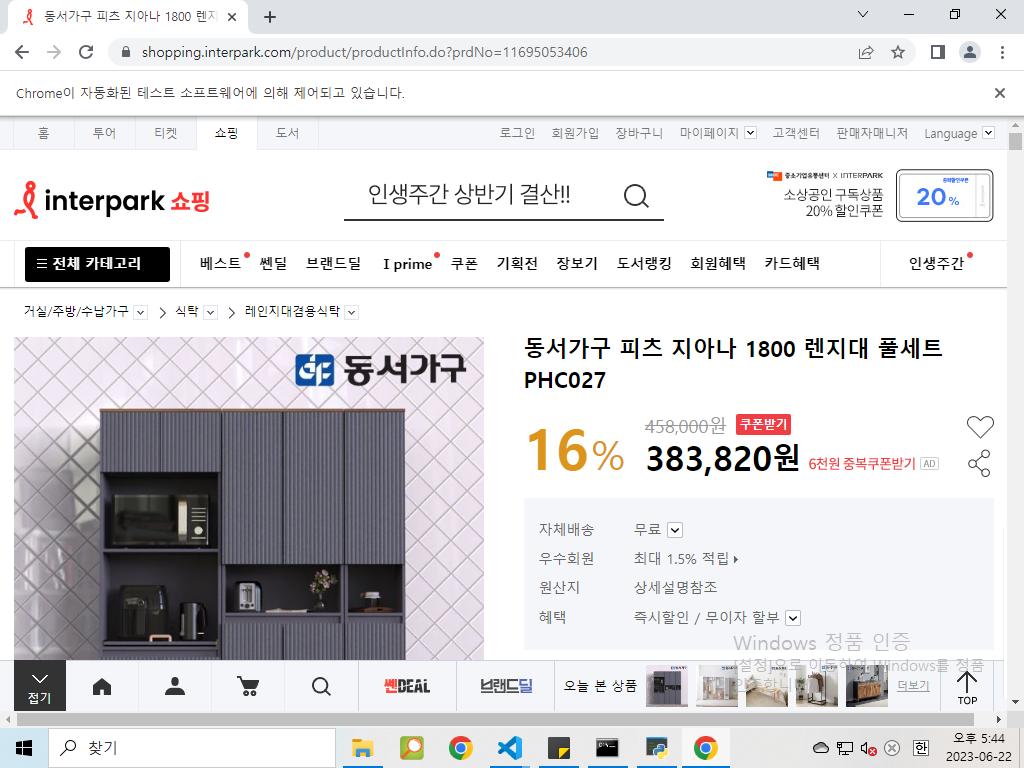 동서가구 피츠 지아나 1800 렌지
shopping.interpark.com/product/productInfo.do?prdNo=11695053406
Chrome이 자동화된 테스트 소프트웨어에 의해 제어되고 있습니다.
홈 투어 티켓 쇼핑 도서 로그인 회원가입 장바구니 마이페이지 고객센터 판매자매니저 Language
interpark 쇼핑
인생주간 상반기 결산!!
중소기업유통센터 X INTERPARK
소상공인 구독상품
20% 할인쿠폰
중복할인쿠폰
20%
전체 카테고리 베스트 쎈딜 브랜드딜 I prime 쿠폰 기획전 장보기 도서랭킹 회원혜택 카드혜택 인생주간
거실/주방/수납가구 > 식탁 > 레인지대겸용식탁
동서가구
동서가구 피츠 지아나 1800 렌지대 풀세트
PHC027
16%
458,000원 쿠폰받기
383,820원 6천원 중복쿠폰받기 AD
자체배송 무료
우수회원 최대 1.5% 적립
원산지 상세설명참조
혜택 즉시할인 / 무이자 할부
Windows 정품 인증
[설정]으로 이동하여 Windows를 정품
접기 쎈DEAL 브랜드딜 오늘 본 상품 더보기 TOP
찾기
한
오후 5:44
2023-06-22